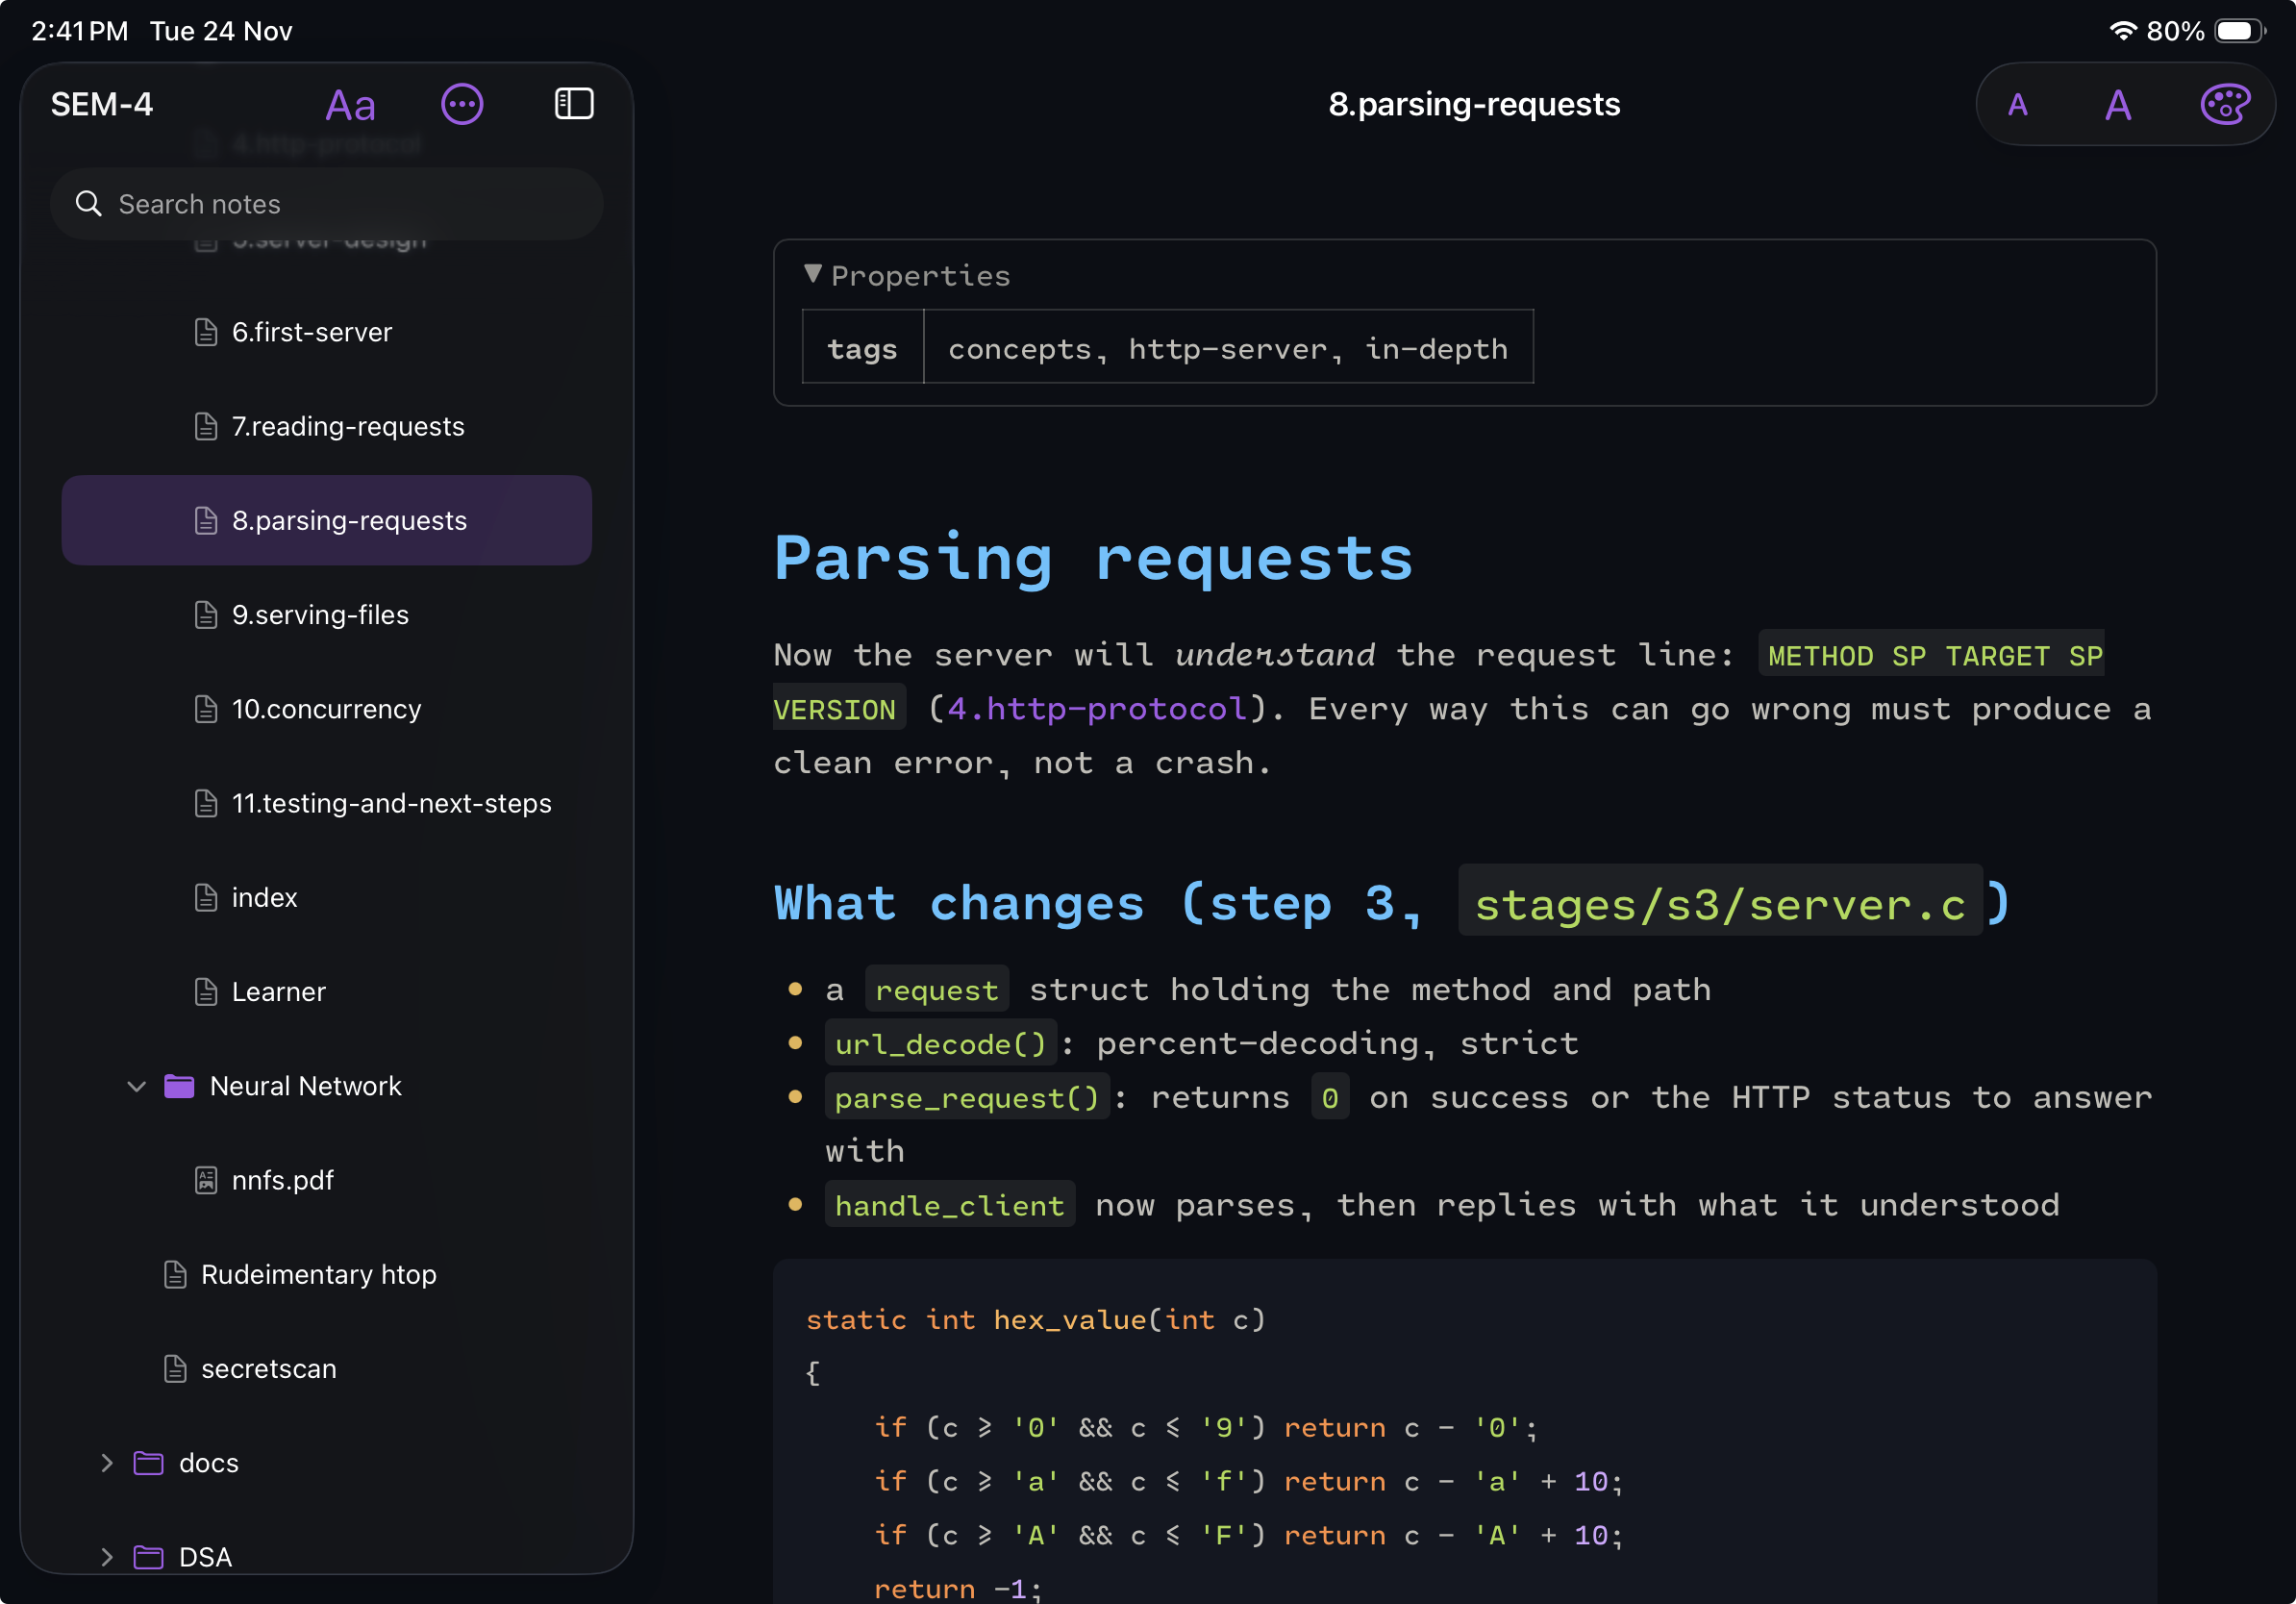 2:41 PM Tue 24 Nov
80%
SEM-4
Aa
4.http-protocol
Search notes
5.server-design
6.first-server
7.reading-requests
8.parsing-requests
9.serving-files
10.concurrency
11.testing-and-next-steps
index
Learner
Neural Network
nnfs.pdf
Rudeimentary htop
secretscan
docs
DSA
8.parsing-requests
A A
▼ Properties
tags concepts, http-server, in-depth
Parsing requests
Now the server will understand the request line: METHOD SP TARGET SP
VERSION (4.http-protocol). Every way this can go wrong must produce a
clean error, not a crash.
What changes (step 3, stages/s3/server.c)
• a request struct holding the method and path
• url_decode(): percent-decoding, strict
• parse_request(): returns 0 on success or the HTTP status to answer
with
• handle_client now parses, then replies with what it understood
static int hex_value(int c)
{
if (c ⩾ '0' && c ⩽ '9') return c - '0';
if (c ⩾ 'a' && c ⩽ 'f') return c - 'a' + 10;
if (c ⩾ 'A' && c ⩽ 'F') return c - 'A' + 10;
return -1;